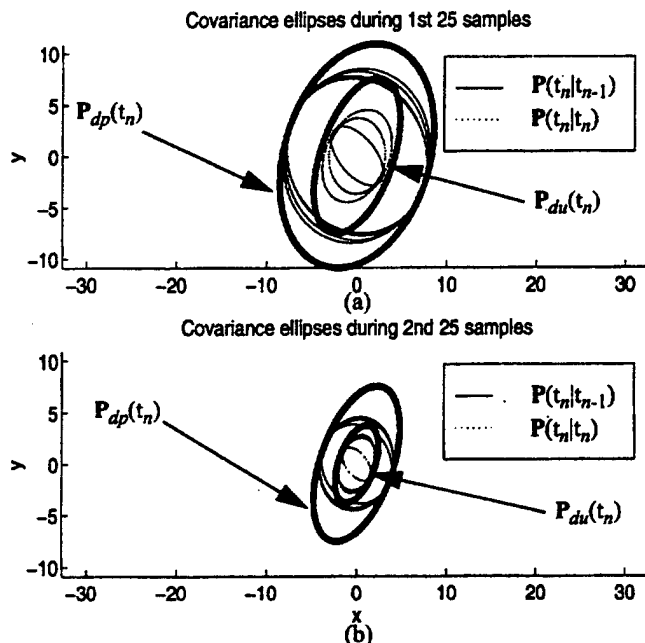 Covariance ellipses during 1st 25 samples
10
5
0
-5
-10
y
P_dp(t_n)
P(t_n|t_{n-1})
P(t_n|t_n)
P_du(t_n)
-30 -20 -10 0 10 20 30
(a)
Covariance ellipses during 2nd 25 samples
10
5
0
-5
-10
y
P_dp(t_n)
P(t_n|t_{n-1})
P(t_n|t_n)
P_du(t_n)
-30 -20 -10 0 10 20 30
x
(b)